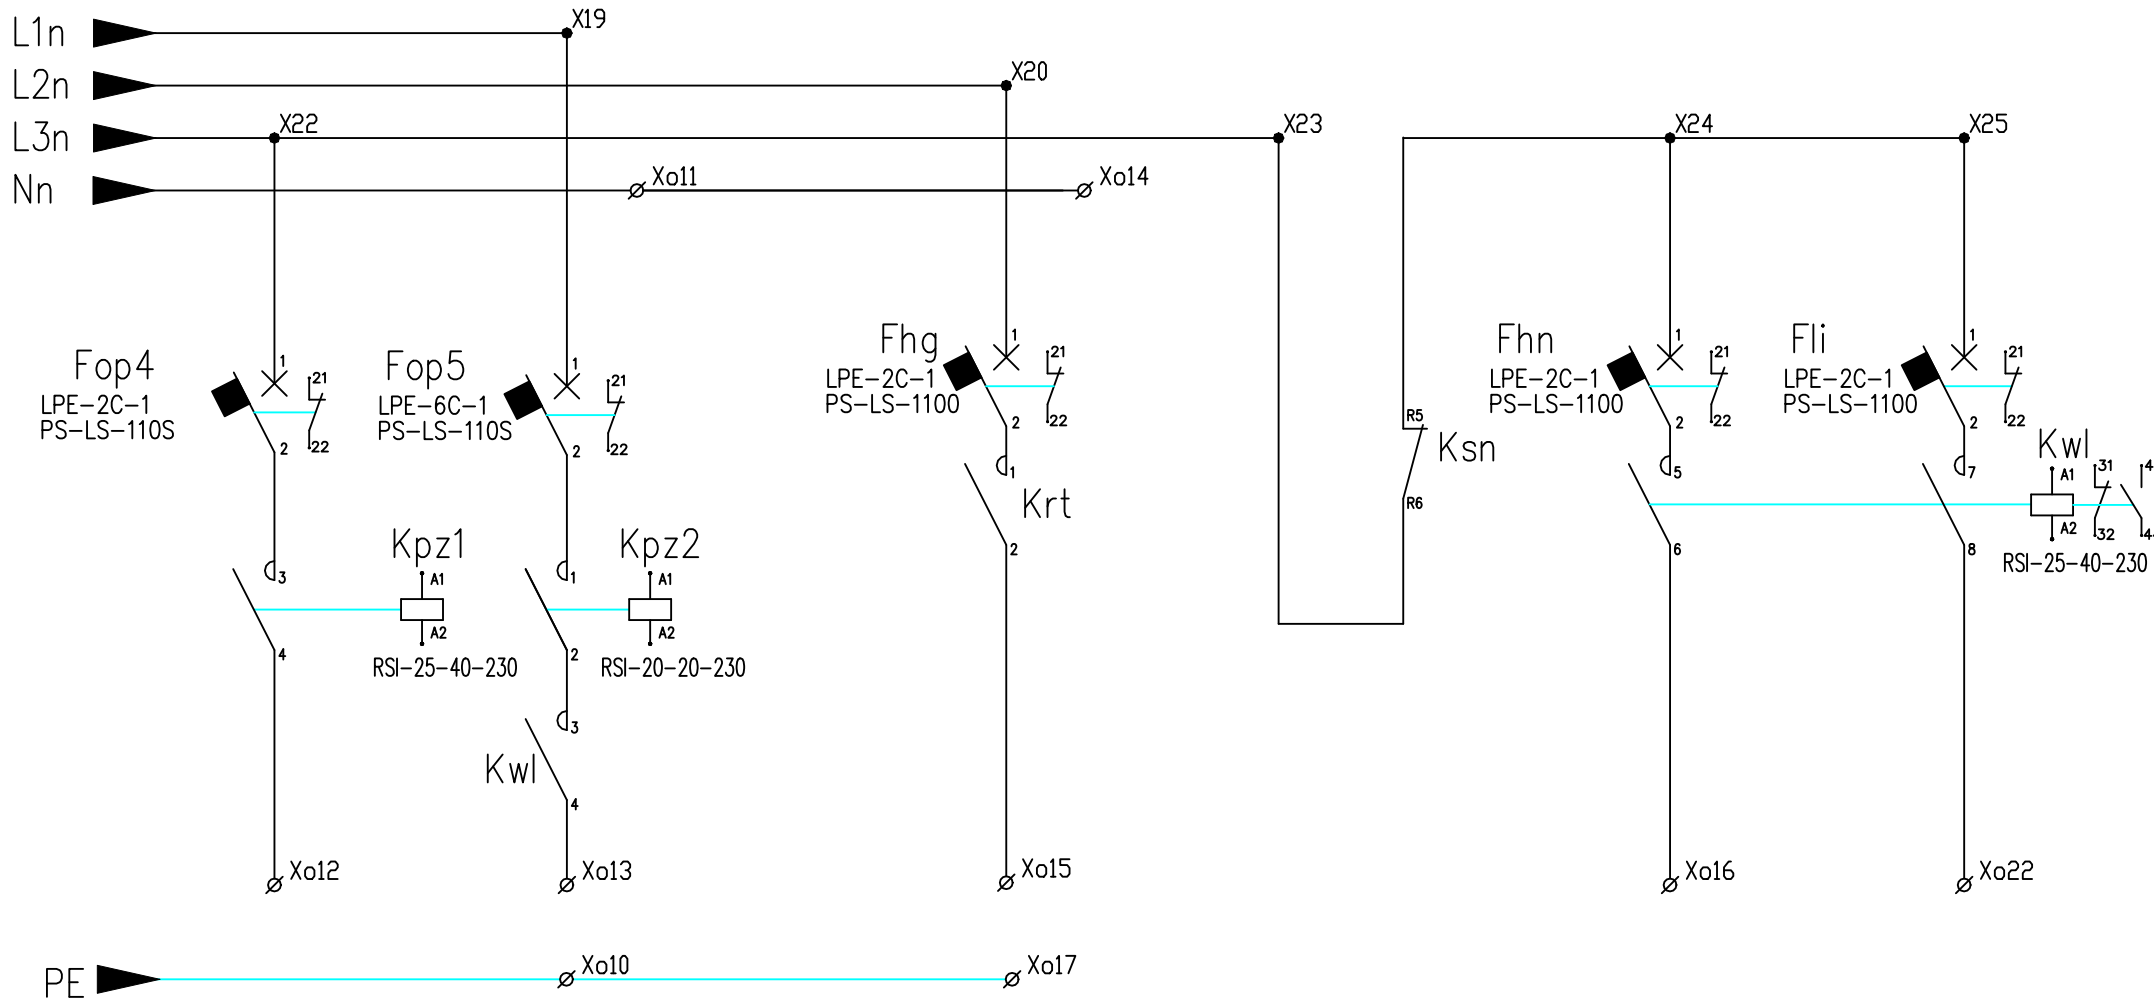 L1n
X19
L2n
X20
L3n
X22
X23
X24
X25
Nn
Xo11
Xo14
Fop4
LPE-2C-1
PS-LS-110S
1
21
2
22
Fop5
LPE-6C-1
PS-LS-110S
1
21
2
22
Fhg
LPE-2C-1
PS-LS-1100
1
21
2
22
Fhn
LPE-2C-1
PS-LS-1100
1
21
2
22
Fli
LPE-2C-1
PS-LS-1100
1
21
2
22
R5
Ksn
R6
1
Krt
2
5
6
7
8
Kwl
A1
A2
31
32
RSI-25-40-230
3
4
Kpz1
A1
A2
RSI-25-40-230
1
2
Kpz2
A1
A2
RSI-20-20-230
3
Kwl
4
Xo12
Xo13
Xo15
Xo16
Xo22
PE
Xo10
Xo17